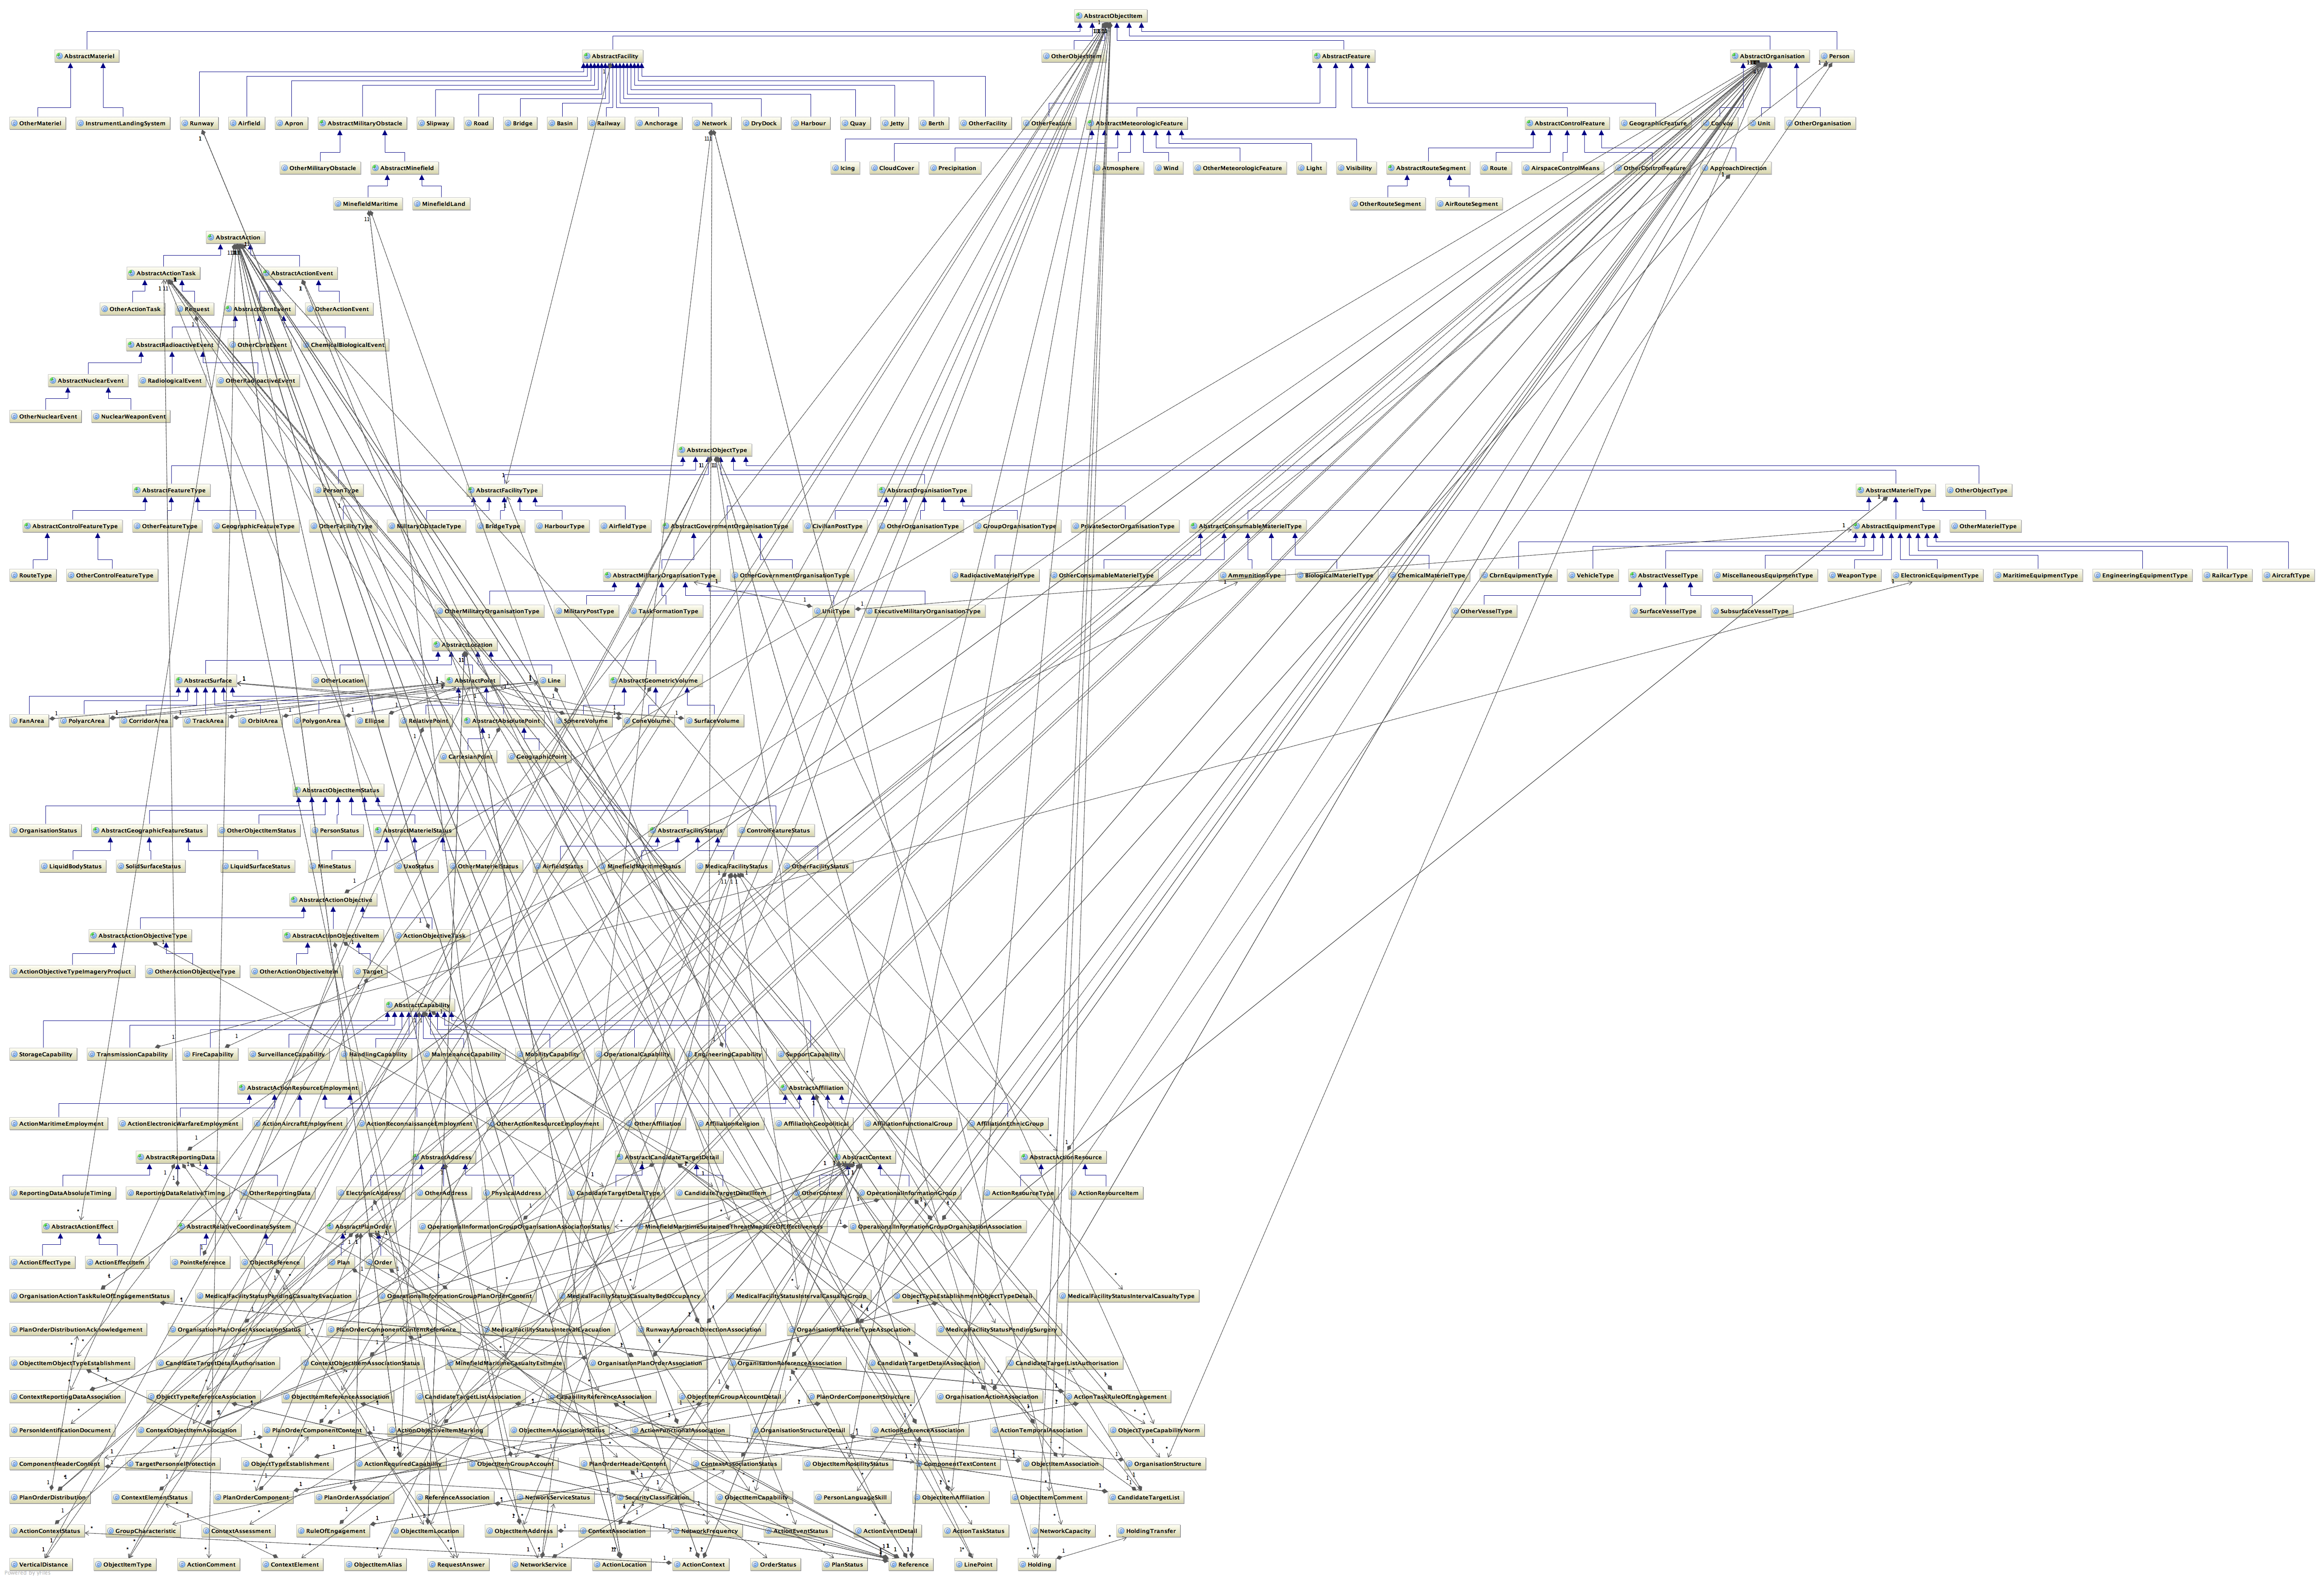 AbstractObjectItem
AbstractMateriel AbstractFacility OtherObjectItem AbstractFeature AbstractOrganisation Person
OtherMateriel InstrumentLandingSystem Runway Airfield Apron AbstractMilitaryObstacle Slipway Road Bridge Basin Railway Anchorage Network DryDock Harbour Quay Jetty Berth OtherFacility OtherFeature AbstractMeteorologicFeature AbstractControlFeature GeographicFeature Convoy Unit OtherOrganisation
OtherMilitaryObstacle AbstractMinefield Icing CloudCover Precipitation Atmosphere Wind OtherMeteorologicFeature Light Visibility AbstractRouteSegment Route AirspaceControlMeans OtherControlFeature ApproachDirection
MinefieldMaritime MinefieldLand OtherRouteSegment AirRouteSegment
AbstractAction
AbstractActionTask AbstractActionEvent
OtherActionTask Request AbstractCbrnEvent OtherActionEvent
AbstractRadioactiveEvent OtherCbrnEvent ChemicalBiologicalEvent
AbstractNuclearEvent RadiologicalEvent OtherRadioactiveEvent
OtherNuclearEvent NuclearWeaponEvent
AbstractObjectType
AbstractFeatureType PersonType AbstractFacilityType AbstractOrganisationType AbstractMaterielType OtherObjectType
AbstractControlFeatureType OtherFeatureType GeographicFeatureType OtherFacilityType MilitaryObstacleType BridgeType HarbourType AirfieldType AbstractGovernmentOrganisationType CivilianPostType OtherOrganisationType GroupOrganisationType PrivateSectorOrganisationType AbstractConsumableMaterielType AbstractEquipmentType OtherMaterielType
RouteType OtherControlFeatureType AbstractMilitaryOrganisationType OtherGovernmentOrganisationType RadioactiveMaterielType OtherConsumableMaterielType AmmunitionType BiologicalMaterielType ChemicalMaterielType CbrnEquipmentType VehicleType AbstractVesselType MiscellaneousEquipmentType WeaponType ElectronicEquipmentType MaritimeEquipmentType EngineeringEquipmentType RailcarType AircraftType
OtherMilitaryOrganisationType MilitaryPostType TaskFormationType UnitType ExecutiveMilitaryOrganisationType OtherVesselType SurfaceVesselType SubsurfaceVesselType
AbstractLocation
AbstractSurface OtherLocation AbstractPoint Line AbstractGeometricVolume
FanArea PolyarcArea CorridorArea TrackArea OrbitArea PolygonArea Ellipse RelativePoint AbstractAbsolutePoint SphereVolume ConeVolume SurfaceVolume
CartesianPoint GeographicPoint
AbstractObjectItemStatus
OrganisationStatus AbstractGeographicFeatureStatus OtherObjectItemStatus PersonStatus AbstractMaterielStatus AbstractFacilityStatus ControlFeatureStatus
LiquidBodyStatus SolidSurfaceStatus LiquidSurfaceStatus MineStatus UxoStatus OtherMaterielStatus AirfieldStatus MinefieldMaritimeStatus MedicalFacilityStatus OtherFacilityStatus
AbstractActionObjective
AbstractActionObjectiveType AbstractActionObjectiveItem ActionObjectiveTask
ActionObjectiveTypeImageryProduct OtherActionObjectiveType OtherActionObjectiveItem Target
AbstractCapability
StorageCapability TransmissionCapability FireCapability SurveillanceCapability HandlingCapability MaintenanceCapability MobilityCapability OperationalCapability EngineeringCapability SupportCapability
AbstractActionResourceEmployment AbstractAffiliation
ActionMaritimeEmployment ActionElectronicWarfareEmployment ActionAircraftEmployment ActionReconnaissanceEmployment OtherActionResourceEmployment OtherAffiliation AffiliationReligion AffiliationGeopolitical AffiliationFunctionalGroup AffiliationEthnicGroup
AbstractReportingData AbstractAddress AbstractCandidateTargetDetail AbstractContext AbstractActionResource
ReportingDataAbsoluteTiming ReportingDataRelativeTiming OtherReportingData ElectronicAddress OtherAddress PhysicalAddress CandidateTargetDetailType CandidateTargetDetailItem OtherContext OperationalInformationGroup ActionResourceType ActionResourceItem
AbstractActionEffect AbstractRelativeCoordinateSystem AbstractPlanOrder OperationalInformationGroupOrganisationAssociationStatus MinefieldMaritimeSustainedThreatMeasureOfEffectiveness OperationalInformationGroupOrganisationAssociation
ActionEffectType ActionEffectItem PointReference ObjectReference Plan Order
OrganisationActionTaskRuleOfEngagementStatus MedicalFacilityStatusPendingCasualtyEvacuation OperationalInformationGroupPlanOrderContent MedicalFacilityStatusCasualtyBedOccupancy MedicalFacilityStatusIntervalCasualtyGroup ObjectTypeEstablishmentObjectTypeDetail MedicalFacilityStatusIntervalCasualtyType
PlanOrderDistributionAcknowledgement OrganisationPlanOrderAssociationStatus PlanOrderComponentContentReference MedicalFacilityStatusIntervalEvacuation RunwayApproachDirectionAssociation OrganisationMaterielTypeAssociation MedicalFacilityStatusPendingSurgery
ObjectItemObjectTypeEstablishment CandidateTargetDetailAuthorisation ContextObjectItemAssociationStatus MinefieldMaritimeCasualtyEstimate OrganisationPlanOrderAssociation OrganisationReferenceAssociation CandidateTargetDetailAssociation CandidateTargetListAuthorisation
ContextReportingDataAssociation ObjectTypeReferenceAssociation ObjectItemReferenceAssociation CandidateTargetListAssociation CapabilityReferenceAssociation ObjectItemGroupAccountDetail PlanOrderComponentStructure OrganisationActionAssociation ActionTaskRuleOfEngagement
PersonIdentificationDocument ContextObjectItemAssociation PlanOrderComponentContent ActionObjectiveItemMarking ObjectItemAssociationStatus ActionFunctionalAssociation OrganisationStructureDetail ActionReferenceAssociation ActionTemporalAssociation ObjectTypeCapabilityNorm
ComponentHeaderContent TargetPersonnelProtection ObjectTypeEstablishment ActionRequiredCapability ObjectItemGroupAccount PlanOrderHeaderContent ContextAssociationStatus ObjectItemHostilityStatus ComponentTextContent ObjectItemAssociation OrganisationStructure
PlanOrderDistribution ContextElementStatus PlanOrderComponent PlanOrderAssociation ReferenceAssociation NetworkServiceStatus SecurityClassification ObjectItemCapability PersonLanguageSkill ObjectItemAffiliation ObjectItemComment CandidateTargetList
ActionContextStatus GroupCharacteristic ContextAssessment RuleOfEngagement ObjectItemLocation ObjectItemAddress ContextAssociation NetworkFrequency ActionEventStatus ActionEventDetail ActionTaskStatus NetworkCapacity HoldingTransfer
VerticalDistance ObjectItemType ActionComment ContextElement ObjectItemAlias RequestAnswer NetworkService ActionLocation ActionContext OrderStatus PlanStatus Reference LinePoint Holding
Powered by yFiles